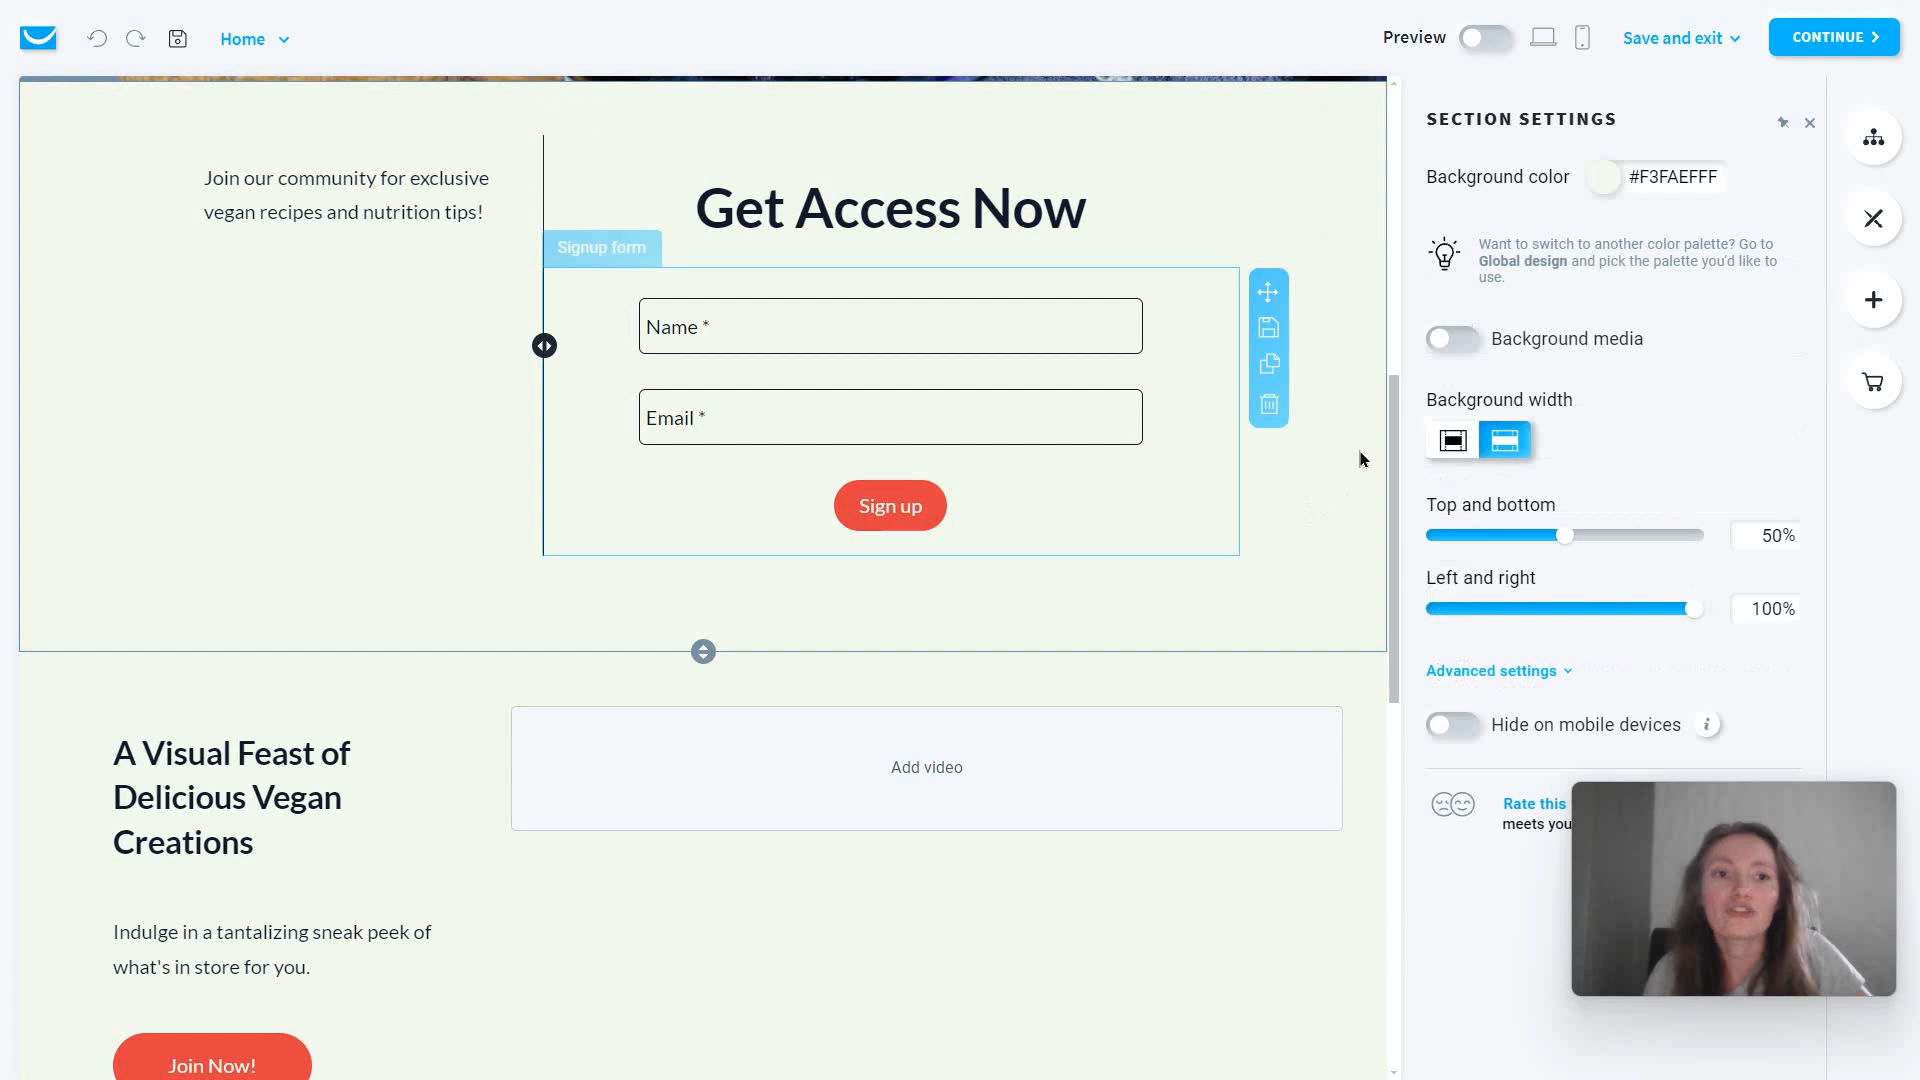 Home
Preview
Save and exit
CONTINUE
Join our community for exclusive
vegan recipes and nutrition tips!
Get Access Now
Signup form
Name *
Email *
Sign up
A Visual Feast of
Delicious Vegan
Creations
Add video
Indulge in a tantalizing sneak peek of
what's in store for you.
Join Now!
SECTION SETTINGS
Background color
#F3FAEFFF
Want to switch to another color palette? Go to
Global design and pick the palette you'd like to
use.
Background media
Background width
Top and bottom
50%
Left and right
100%
Advanced settings
Hide on mobile devices
i
Rate this
meets you